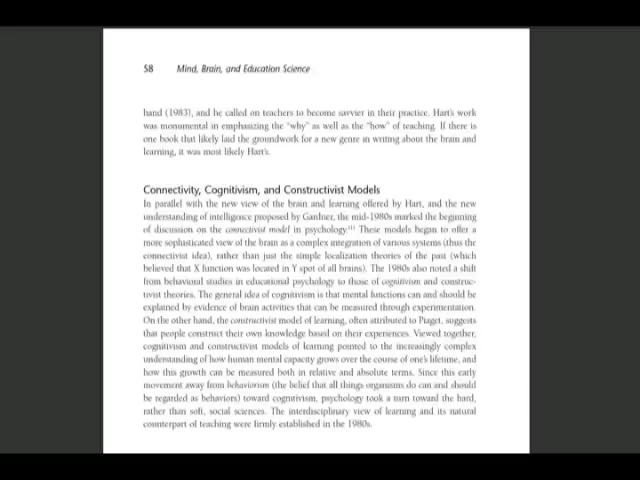 58 Mind, Brain, and Education Science
hand (1983), and he called on teachers to become savvier in their practice. Hart's work
was monumental in emphasizing the "why" as well as the "how" of teaching. If there is
one book that likely laid the groundwork for a new genre in writing about the brain and
learning, it was most likely Hart's.
Connectivity, Cognitivism, and Constructivist Models
In parallel with the new view of the brain and learning offered by Hart, and the new
understanding of intelligence proposed by Gardner, the mid-1980s marked the beginning
of discussion on the connectivist model in psychology. These models began to offer a
more sophisticated view of the brain as a complex integration of various systems (thus the
connectivist idea), rather than just the simple localization theories of the past (which
believed that X function was located in Y spot of all brains). The 1980s also noted a shift
from behavioral studies in educational psychology to those of cognitivism and construc-
tivist theories. The general idea of cognitivism is that mental functions can and should be
explained by evidence of brain activities that can be measured through experimentation.
On the other hand, the constructivist model of learning, often attributed to Piaget, suggests
that people construct their own knowledge based on their experiences. Viewed together,
cognitivism and constructivist models of learning pointed to the increasingly complex
understanding of how human mental capacity grows over the course of one's lifetime, and
how this growth can be measured both in relative and absolute terms. Since this early
movement away from behaviorism (the belief that all things organisms do can and should
be regarded as behaviors) toward cognitivism, psychology took a turn toward the hard,
rather than soft, social sciences. The interdisciplinary view of learning and its natural
counterpart of teaching were firmly established in the 1980s.